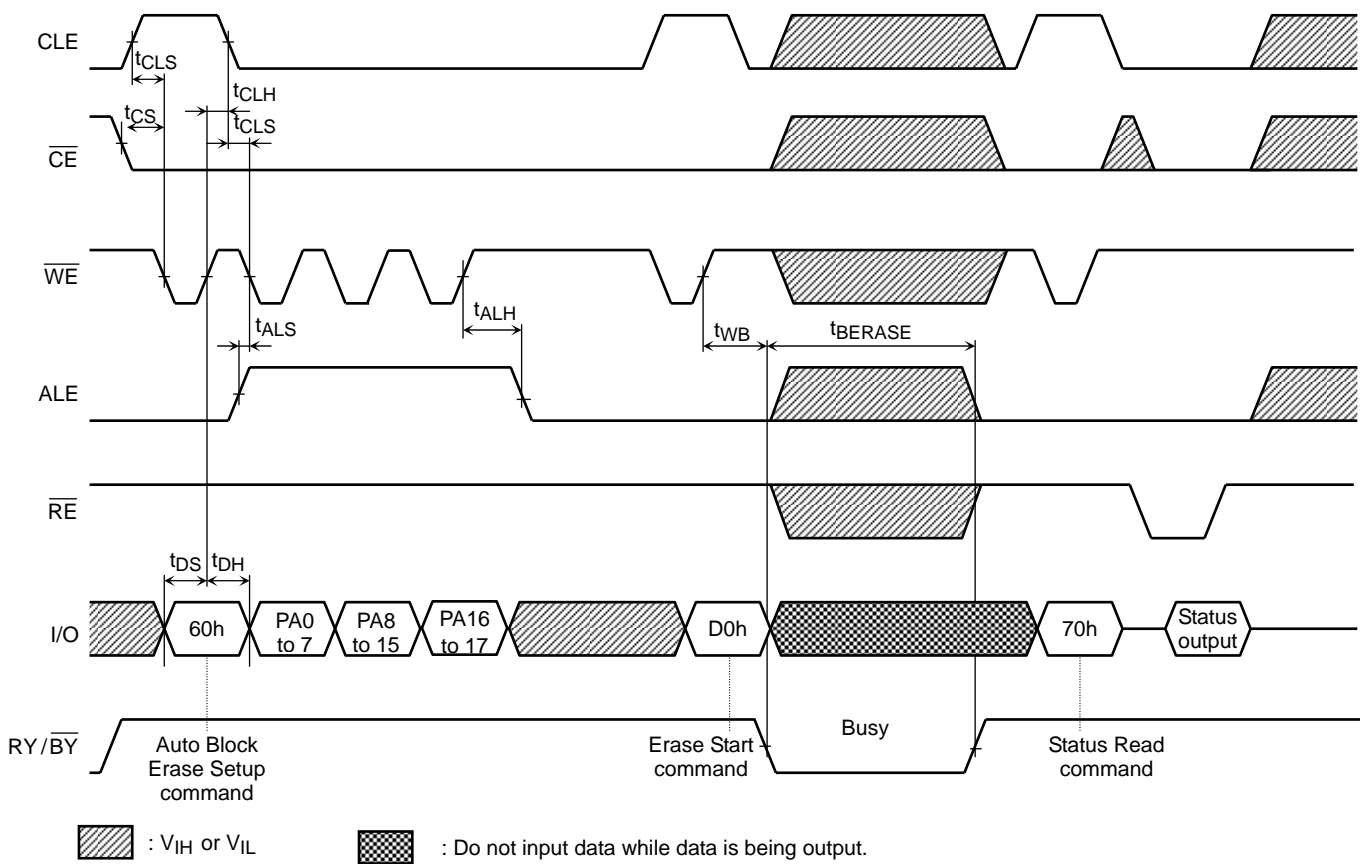 CLE
tCLS
tCLH
tCS
tCLS
CE
WE
tALS
tALH
tWB
tBERASE
ALE
RE
tDS
tDH
I/O
60h
PA0
to 7
PA8
to 15
PA16
to 17
D0h
70h
Status
output
RY/BY
Busy
Auto Block
Erase Setup
command
Erase Start
command
Status Read
command
: VIH or VIL
: Do not input data while data is being output.